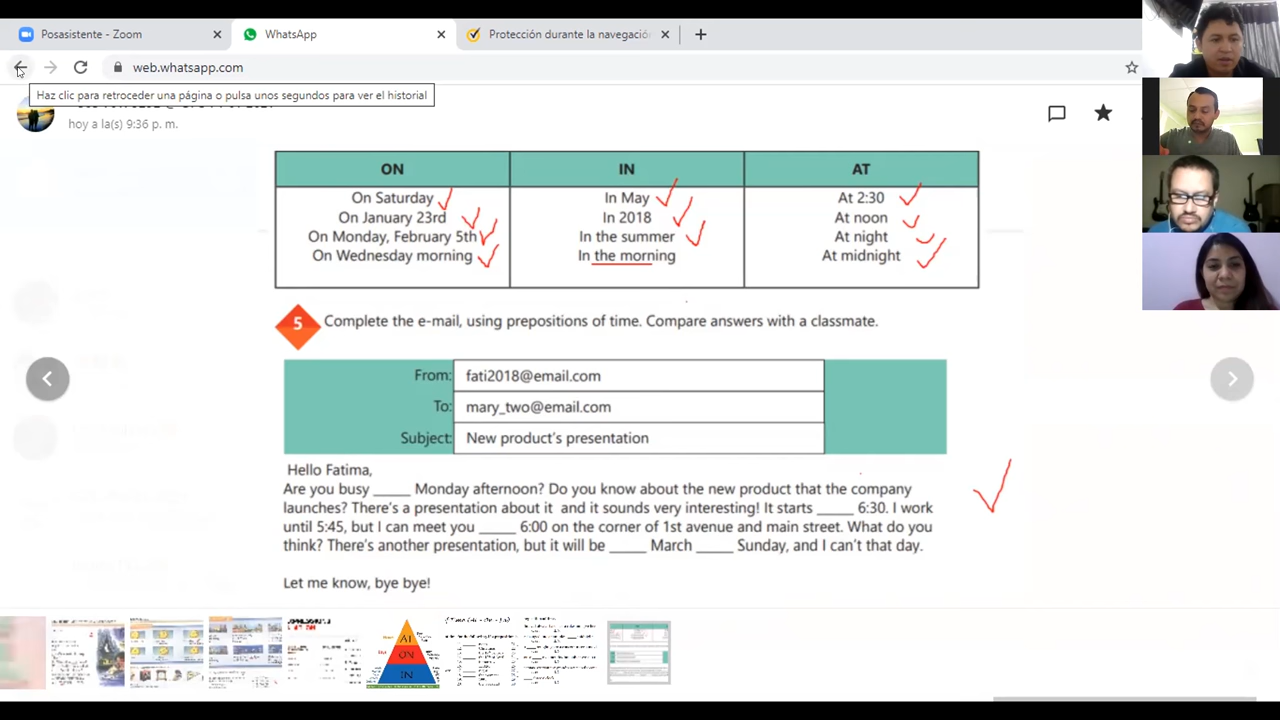 Posasistente - Zoom
WhatsApp
Protección durante la navegació
web.whatsapp.com
Haz clic para retroceder una página o pulsa unos segundos para ver el historial
hoy a la(s) 9:36 p. m.
ON IN AT
On Saturday In May At 2:30
On January 23rd In 2018 At noon
On Monday, February 5th In the summer At night
On Wednesday morning In the morning At midnight
5 Complete the e-mail, using prepositions of time. Compare answers with a classmate.
From: fati2018@email.com
To: mary_two@email.com
Subject: New product's presentation
Hello Fatima,
Are you busy _____ Monday afternoon? Do you know about the new product that the company
launches? There's a presentation about it and it sounds very interesting! It starts _____ 6:30. I work
until 5:45, but I can meet you _____ 6:00 on the corner of 1st avenue and main street. What do you
think? There's another presentation, but it will be _____ March _____ Sunday, and I can't that day.
Let me know, bye bye!
AT
ON
IN